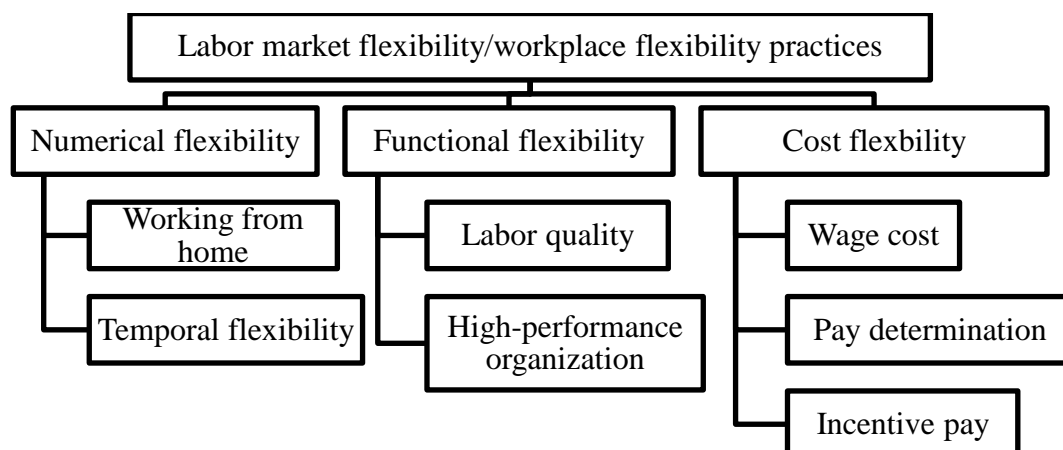 Labor market flexibility/workplace flexibility practices
Numerical flexibility
Working from
home
Temporal flexibility
Functional flexibility
Labor quality
High-performance
organization
Cost flexbility
Wage cost
Pay determination
Incentive pay